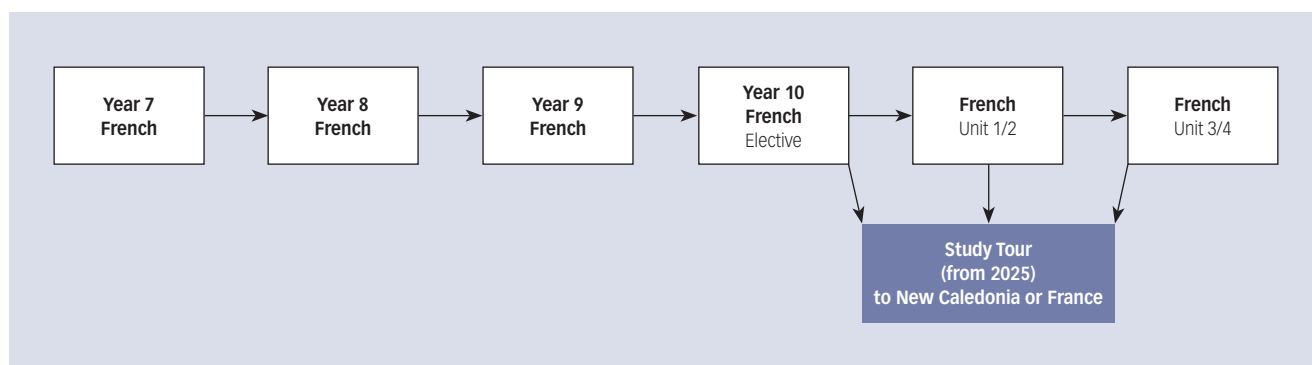 Year 7
French
Year 8
French
Year 9
French
Year 10
French
Elective
French
Unit 1/2
French
Unit 3/4
Study Tour
(from 2025)
to New Caledonia or France